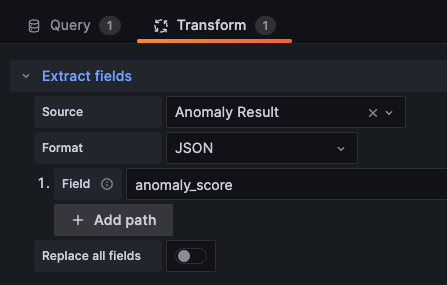 Query 1 Transform 1
Extract fields
Source Anomaly Result
Format JSON
1. Field anomaly_score
+ Add path
Replace all fields